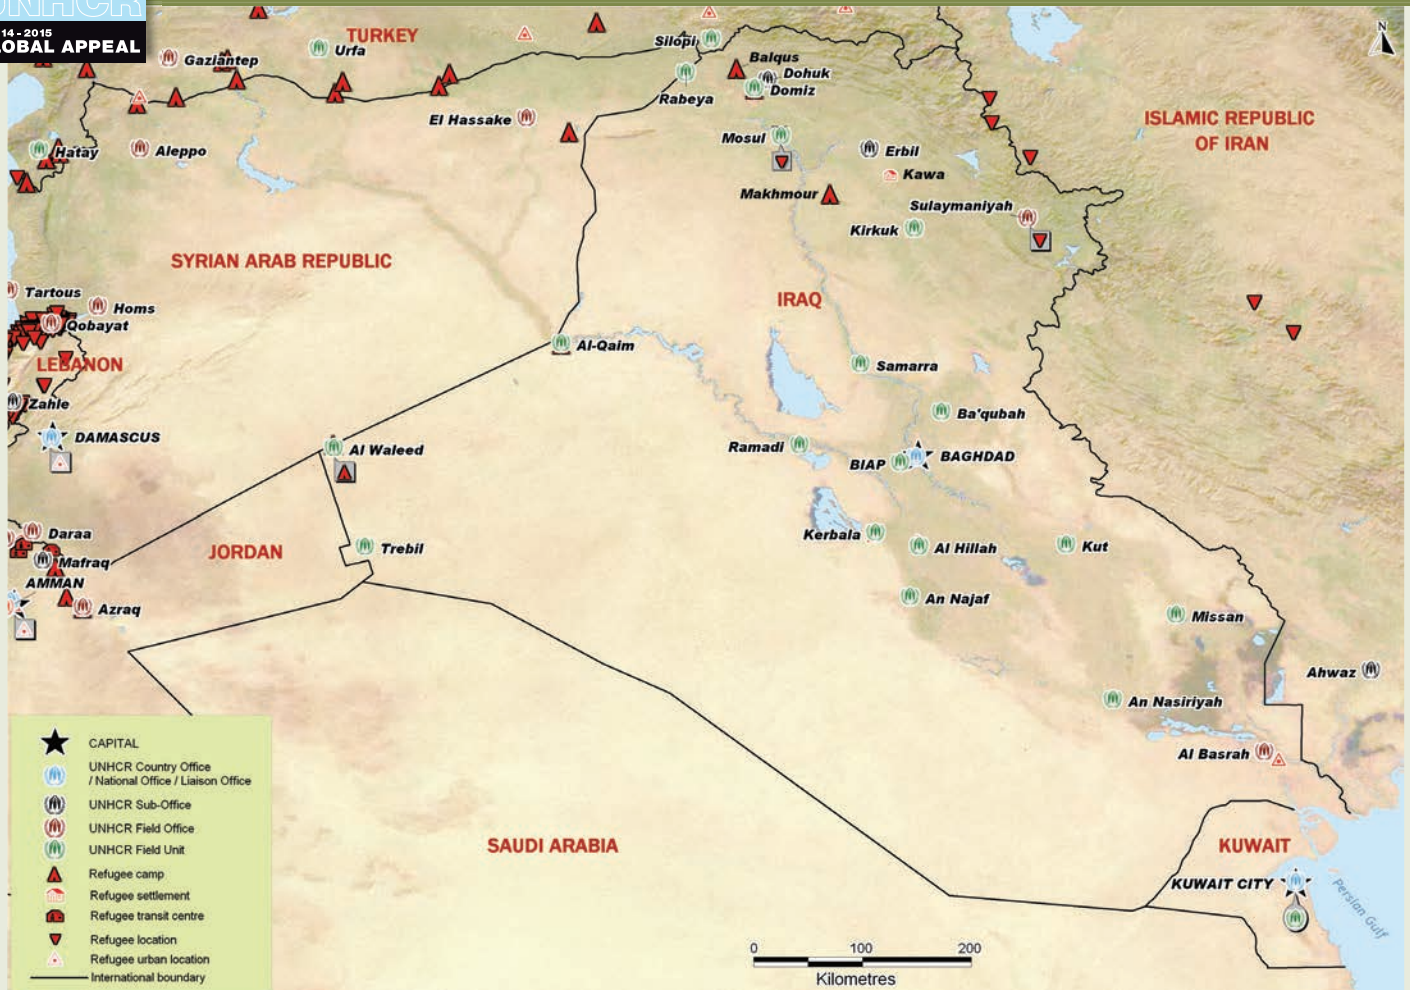 UNHCR
14 - 2015
LOBAL APPEAL
N
TURKEY
Gaziantep
Urfa
Silopi
Balqus
Dohuk
Domiz
Rabeya
El Hassake
Mosul
ISLAMIC REPUBLIC
OF IRAN
Hatay
Aleppo
Erbil
Kawa
Makhmour
Sulaymaniyah
Kirkuk
SYRIAN ARAB REPUBLIC
IRAQ
Tartous
Homs
Qobayat
LEBANON
Al-Qaim
Samarra
Zahle
Ba'qubah
DAMASCUS
Al Waleed
Ramadi
BIAP
BAGHDAD
Daraa
Mafraq
JORDAN
Trebil
Kerbala
Al Hillah
Kut
AMMAN
Azraq
An Najaf
Missan
Ahwaz
An Nasiriyah
Al Basrah
SAUDI ARABIA
KUWAIT
KUWAIT CITY
Persian Gulf
CAPITAL
UNHCR Country Office
/ National Office / Liaison Office
UNHCR Sub-Office
UNHCR Field Office
UNHCR Field Unit
Refugee camp
Refugee settlement
Refugee transit centre
Refugee location
Refugee urban location
International boundary
0 100 200
Kilometres